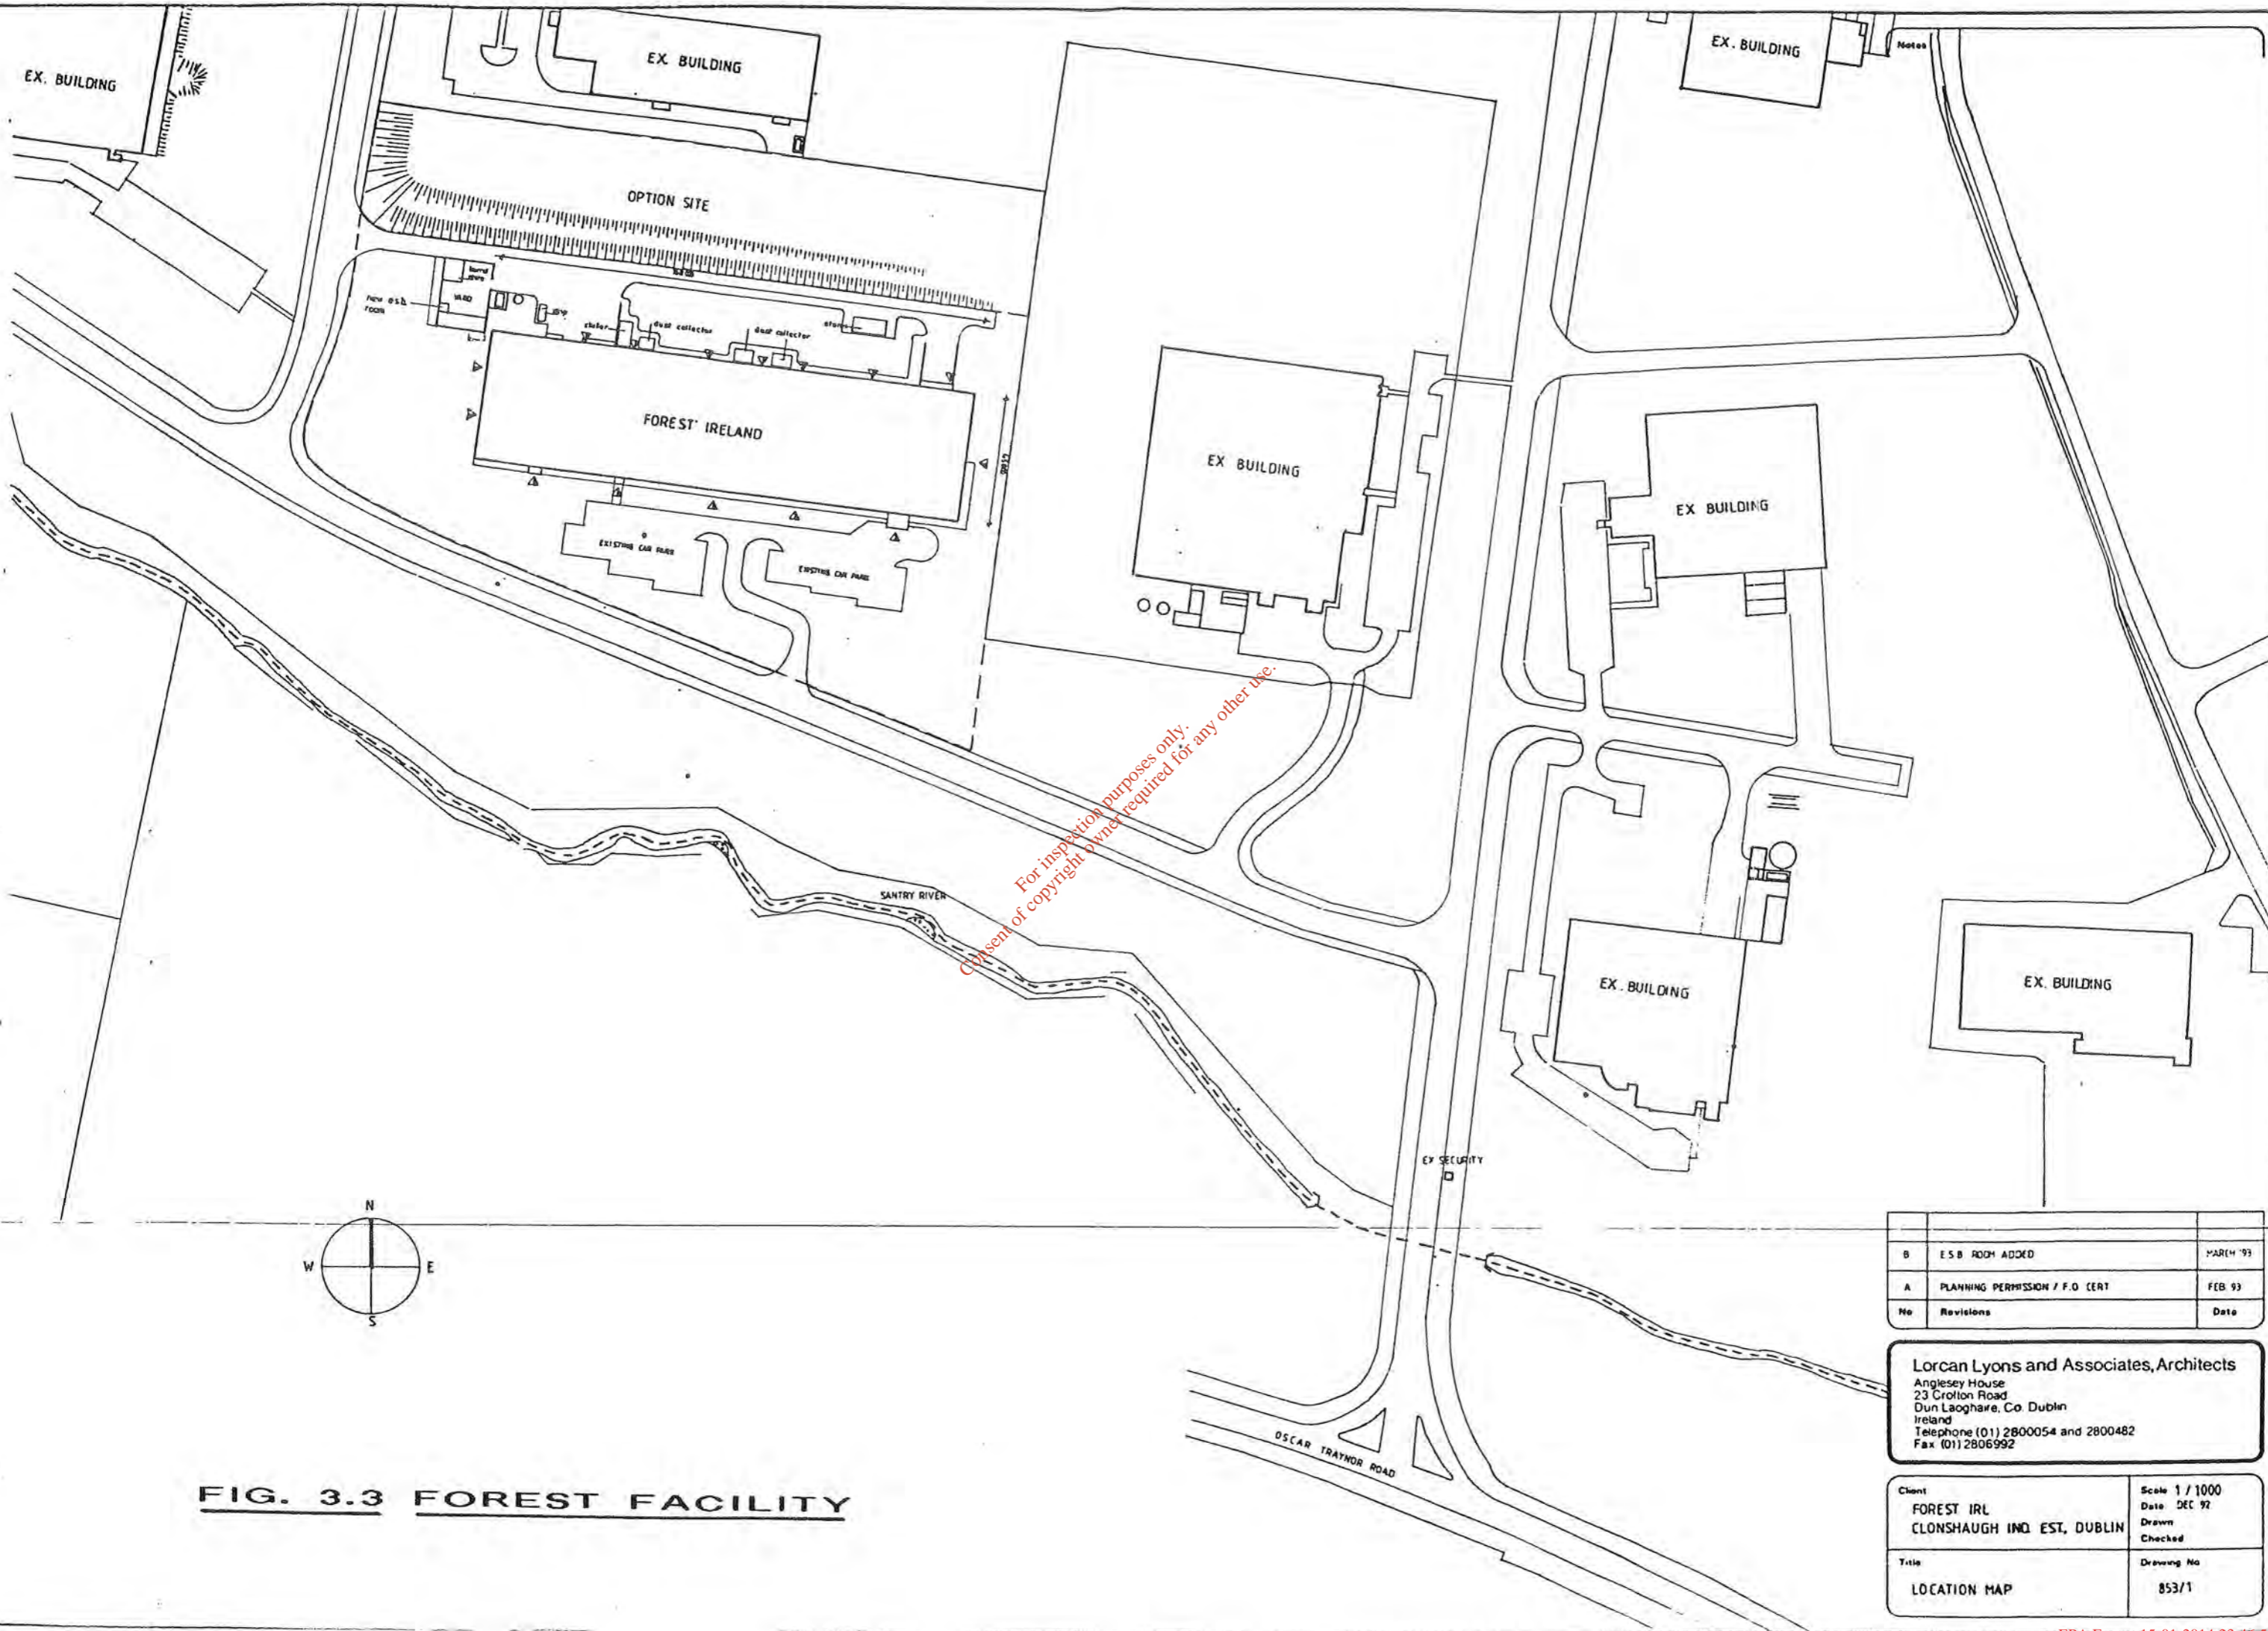 EX. BUILDING
EX. BUILDING
EX. BUILDING
Notes
OPTION SITE
new esb
room
YARD
chiller
dust collector
dust collector
FOREST IRELAND
EX BUILDING
EX BUILDING
EXISTING CAR PARK
EXISTING CAR PARK
For inspection purposes only.
Consent of copyright owner required for any other use.
SANTRY RIVER
EX. BUILDING
EX. BUILDING
EX SECURITY
N
W
E
S
OSCAR TRAYNOR ROAD
FIG. 3.3 FOREST FACILITY
B ESB ROOM ADDED MARCH '93
A PLANNING PERMISSION / F.O CERT FEB 93
No Revisions Date
Lorcan Lyons and Associates, Architects
Anglesey House
23 Crofton Road
Dun Laoghaire, Co. Dublin
Ireland
Telephone (01) 2800054 and 2800482
Fax (01) 2806992
Client
FOREST IRL
CLONSHAUGH IND. EST, DUBLIN
Scale 1 / 1000
Date DEC 92
Drawn
Checked
Title
LOCATION MAP
Drawing No
853/1